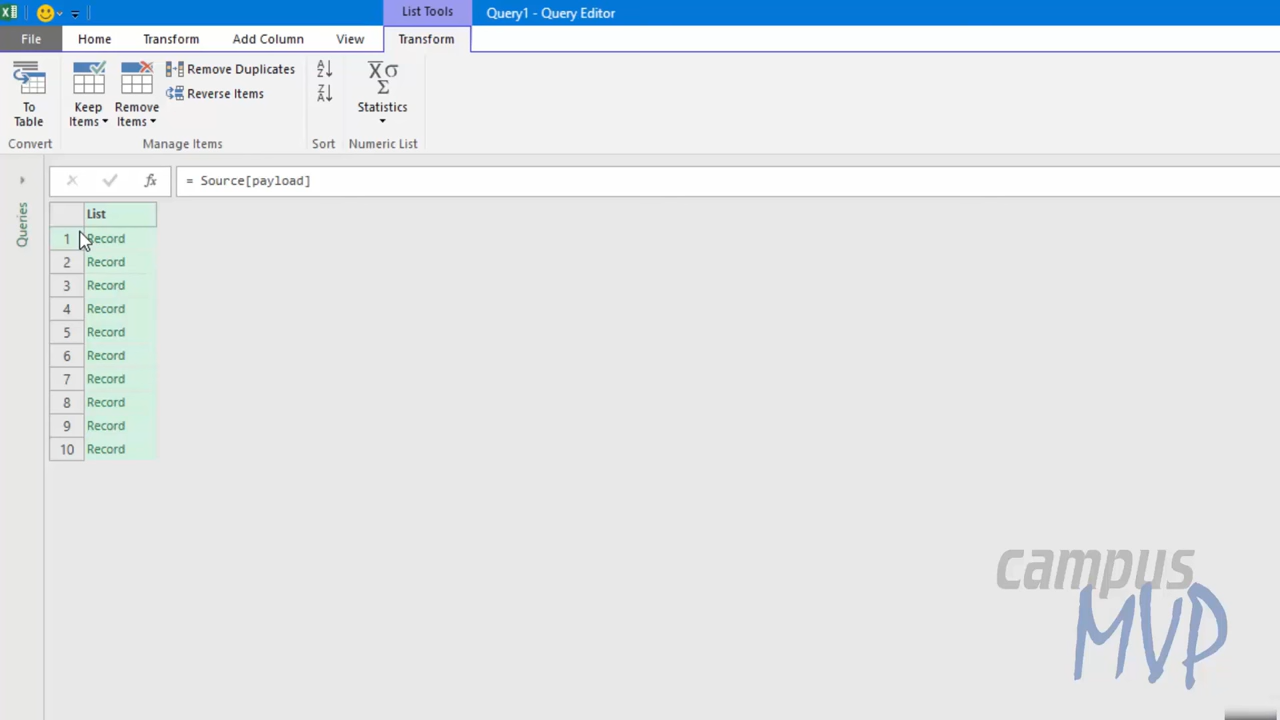 List Tools
Query1 - Query Editor
File
Home
Transform
Add Column
View
Transform
To Table
Keep Items
Remove Items
Remove Duplicates
Reverse Items
A Z
Z A
X̄σ Σ
Statistics
Convert
Manage Items
Sort
Numeric List
fx
= Source[payload]
Queries
List
1 Record
2 Record
3 Record
4 Record
5 Record
6 Record
7 Record
8 Record
9 Record
10 Record
campus
MVP